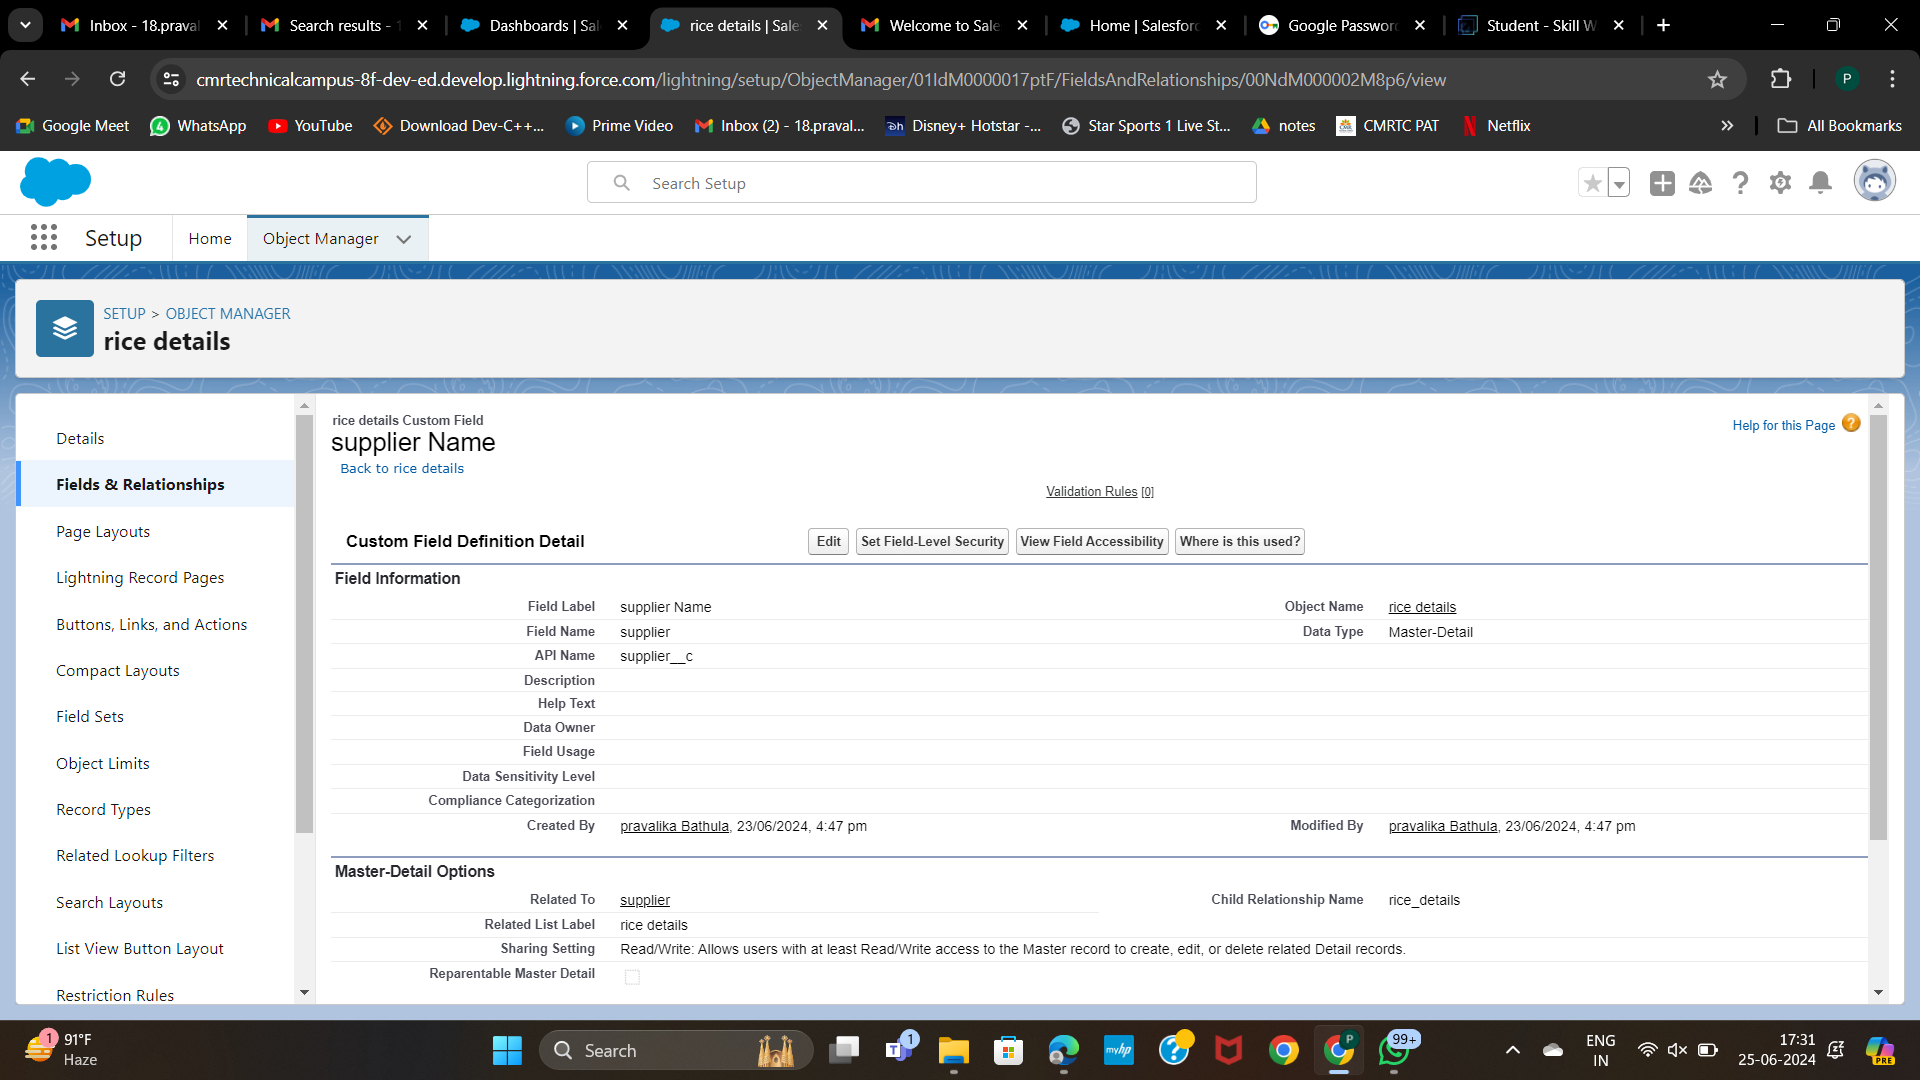 Inbox - 18.praval
Search results - 1
Dashboards | Sal
rice details | Sale
Welcome to Sale
Home | Salesforc
Google Password
Student - Skill W
cmrtechnicalcampus-8f-dev-ed.develop.lightning.force.com/lightning/setup/ObjectManager/01IdM0000017ptF/FieldsAndRelationships/00NdM000002M8p6/view
P
Google Meet
WhatsApp
YouTube
Download Dev-C++...
Prime Video
Inbox (2) - 18.praval...
Disney+ Hotstar -...
Star Sports 1 Live St...
notes
CMRTC PAT
Netflix
All Bookmarks
Search Setup
Setup
Home
Object Manager
SETUP > OBJECT MANAGER
rice details
Details
Fields & Relationships
Page Layouts
Lightning Record Pages
Buttons, Links, and Actions
Compact Layouts
Field Sets
Object Limits
Record Types
Related Lookup Filters
Search Layouts
List View Button Layout
Restriction Rules
rice details Custom Field
supplier Name
Back to rice details
Help for this Page
Validation Rules [0]
Custom Field Definition Detail
Edit
Set Field-Level Security
View Field Accessibility
Where is this used?
Field Information
Field Label supplier Name Object Name rice details
Field Name supplier Data Type Master-Detail
API Name supplier__c
Description
Help Text
Data Owner
Field Usage
Data Sensitivity Level
Compliance Categorization
Created By pravalika Bathula, 23/06/2024, 4:47 pm Modified By pravalika Bathula, 23/06/2024, 4:47 pm
Master-Detail Options
Related To supplier Child Relationship Name rice_details
Related List Label rice details
Sharing Setting Read/Write: Allows users with at least Read/Write access to the Master record to create, edit, or delete related Detail records.
Reparentable Master Detail
1
91°F
Haze
Search
1
myhp
P
99+
ENG
IN
17:31
25-06-2024
PRE